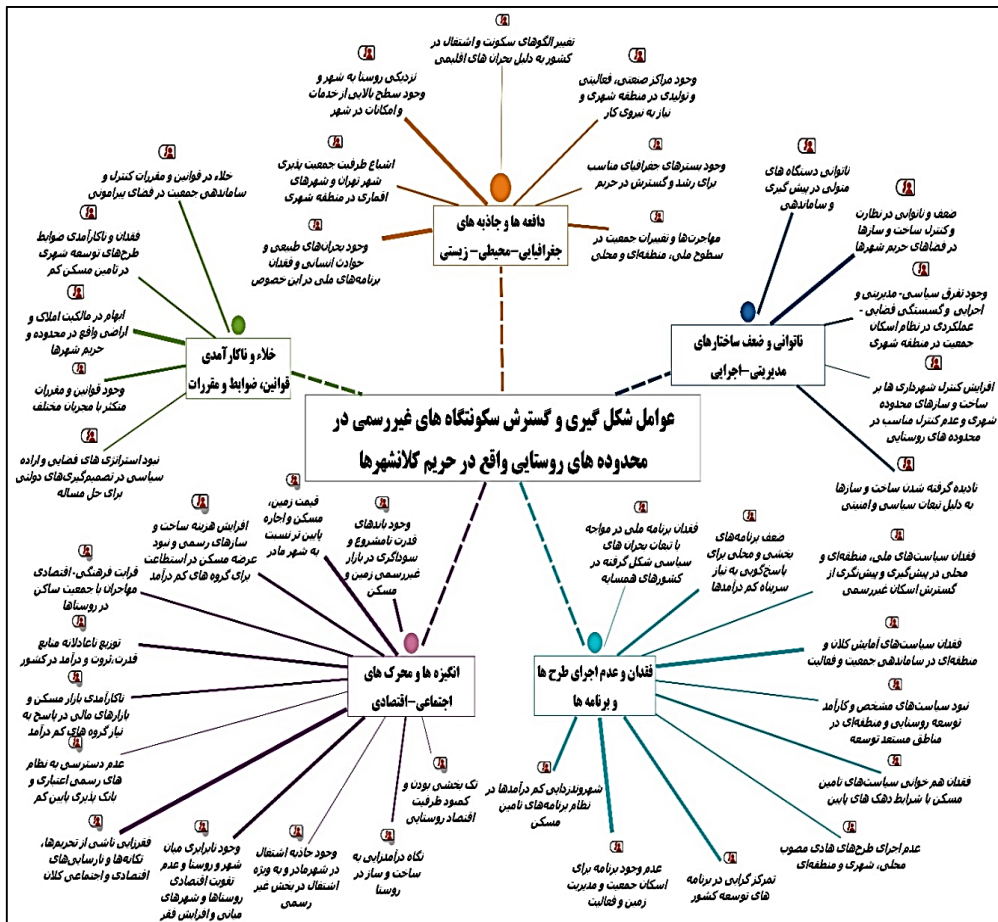 تغییر الگوهای سکونت و اشتغال در
کشور به دلیل بحران های اقلیمی
نزدیکی روستا به شهر و
وجود سطح بالایی از خدمات
و امکانات در شهر
وجود مراکز صنعتی، فعالیتی
و تولیدی در منطقه شهری و
نیاز به نیروی کار
اشباع ظرفیت جمعیت پذیری
شهر تهران و شهرهای
اقماری در منطقه شهری
وجود بسترهای جغرافیای مناسب
برای رشد و گسترش در حریم
وجود بحران‌های طبیعی و
حوادث انسانی و فقدان
برنامه‌های ملی در این خصوص
مهاجرت‌ها و تغییرات جمعیت در
سطوح ملی، منطقه‌ای و محلی
دافعه ها و جاذبه های
جغرافیایی-محیطی-زیستی
ناتوانی دستگاه های
متولی در پیش گیری
و ساماندهی
ضعف و ناتوانی در نظارت
و کنترل ساخت و سازها
در فضاهای حریم شهرها
وجود تفرق سیاسی-مدیریتی و
اجرایی و گسستگی فضایی-
عملکردی در نظام اسکان
جمعیت در منطقه شهری
افزایش کنترل شهرداری ها بر
ساخت و سازهای محدوده
شهری و عدم کنترل مناسب در
محدوده های روستایی
نادیده گرفته شدن ساخت و سازها
به دلیل تبعات سیاسی و امنیتی
ناتوانی و ضعف ساختارهای
مدیریتی-اجرایی
خلاء در قوانین و مقررات کنترل و
ساماندهی جمعیت در فضای پیرامونی
فقدان و ناکارآمدی ضوابط
طرح‌های توسعه شهری
در تامین مسکن کم
ابهام در مالکیت املاک و
اراضی واقع در محدوده و
حریم شهرها
وجود قوانین و مقررات
متکثر با مجریان مختلف
نبود استراتژی های فضایی و اراده
سیاسی در تصمیم‌گیری‌های دولتی
برای حل مساله
خلاء و ناکارآمدی
قوانین، ضوابط و مقررات
عوامل شکل گیری و گسترش سکونتگاه های غیررسمی در
محدوده های روستایی واقع در حریم کلانشهرها
وجود باندهای
قدرت نامشروع و
سوداگری در بازار
غیررسمی زمین و
مسکن
قیمت زمین،
مسکن و اجاره
پایین تر نسبت
به شهر مادر
افزایش هزینه ساخت و
سازهای رسمی و نبود
عرضه مسکن در استطاعت
برای گروه های کم درآمد
قرابت فرهنگی-اقتصادی
مهاجران با جمعیت ساکن
در روستاها
توزیع ناعادلانه منابع
قدرت،ثروت و درآمد در کشور
ناکارآمدی بازار مسکن و
بازارهای مالی در پاسخ به
نیاز گروه های کم درآمد
عدم دسترسی به نظام
های رسمی اعتباری و
بانک پذیری پایین کم
فقرزایی ناشی از تحریم‌ها،
تکانه‌ها و نارسایی‌های
اقتصادی و اجتماعی کلان
وجود نابرابری میان
شهر و روستا و عدم
تقویت اقتصادی
روستاها و شهرهای
میانی و افزایش فقر
وجود جاذبه اشتغال
در شهرمادر و به ویژه
اشتغال در بخش غیر
رسمی
نگاه درآمدزایی به
ساخت و ساز در
روستا
تک بخشی بودن و
کمبود ظرفیت
اقتصاد روستایی
انگیزه ها و محرک های
اجتماعی-اقتصادی
فقدان برنامه ملی در مواجه
با تبعات بحران های
سیاسی شکل گرفته در
کشورهای همسایه
ضعف برنامه‌های
بخشی و محلی برای
پاسخ‌گویی به نیاز
سرپناه کم درآمدها
فقدان سیاست‌های ملی، منطقه‌ای و
محلی در پیش‌گیری و پیش‌نگری از
گسترش اسکان غیررسمی
فقدان سیاست‌های آمایش کلان و
منطقه‌ای در ساماندهی جمعیت و فعالیت
نبود سیاست‌های مشخص و کارآمد
توسعه روستایی و منطقه‌ای در
مناطق مستعد توسعه
فقدان هم خوانی سیاست‌های تامین
مسکن با شرایط دهک های پایین
عدم اجرای طرح‌های هادی مصوب
محلی، شهری و منطقه‌ای
تمرکز گرایی در برنامه
های توسعه کشور
عدم وجود برنامه برای
اسکان جمعیت و مدیریت
زمین و فعالیت
شهروندزدایی کم درآمدها در
نظام برنامه‌های تامین
مسکن
فقدان و عدم اجرای طرح ها
و برنامه ها